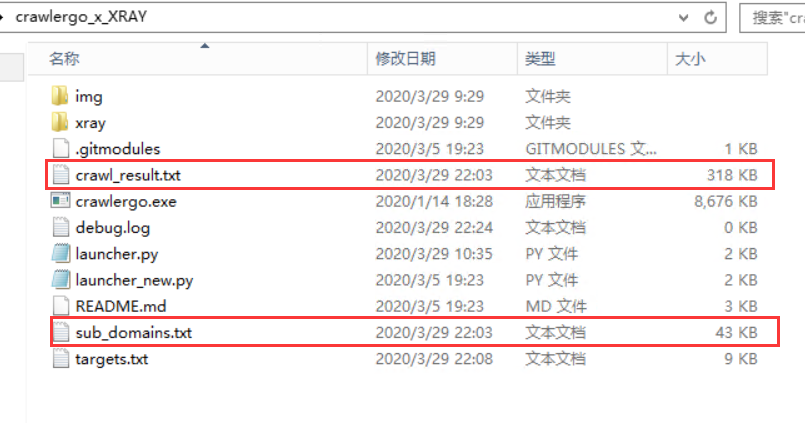 crawlergo_x_XRAY 搜索"cra
名称 修改日期 类型 大小
img 2020/3/29 9:29 文件夹
xray 2020/3/29 9:29 文件夹
.gitmodules 2020/3/5 19:23 GITMODULES 文... 1 KB
crawl_result.txt 2020/3/29 22:03 文本文档 318 KB
crawlergo.exe 2020/1/14 18:28 应用程序 8,676 KB
debug.log 2020/3/29 22:24 文本文档 0 KB
launcher.py 2020/3/29 10:35 PY 文件 2 KB
launcher_new.py 2020/3/5 19:23 PY 文件 2 KB
README.md 2020/3/5 19:23 MD 文件 3 KB
sub_domains.txt 2020/3/29 22:03 文本文档 43 KB
targets.txt 2020/3/29 22:08 文本文档 9 KB